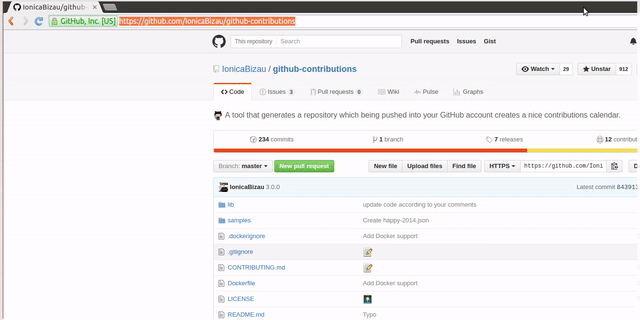 IonicaBizau/github-
GitHub, Inc. [US] https://github.com/IonicaBizau/github-contributions
This repository Search Pull requests Issues Gist
IonicaBizau / github-contributions Watch 29 Unstar 912
Code Issues 3 Pull requests 0 Wiki Pulse Graphs
A tool that generates a repository which being pushed into your GitHub account creates a nice contributions calendar.
234 commits 1 branch 7 releases 12 contribut
Branch: master New pull request New file Upload files Find file HTTPS https://github.com/Ioni
IonicaBizau 3.0.0 Latest commit 84391
lib update code according to your comments
samples Create happy-2014.json
.dockerignore Add Docker support
.gitignore
CONTRIBUTING.md
Dockerfile Add Docker support
LICENSE
README.md Typo